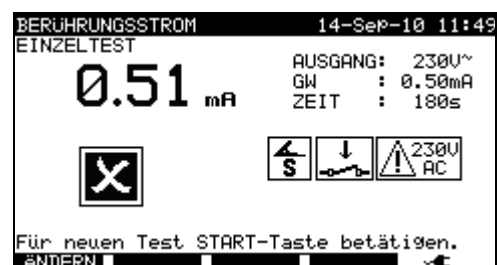 BERÜHRUNGSSTROM 14-Sep-10 11:49
EINZELTEST
0.51 mA
AUSGANG: 230V~
GW : 0.50mA
ZEIT : 180s
S
230V
AC
Für neuen Test START-Taste betätigen.
ÄNDERN